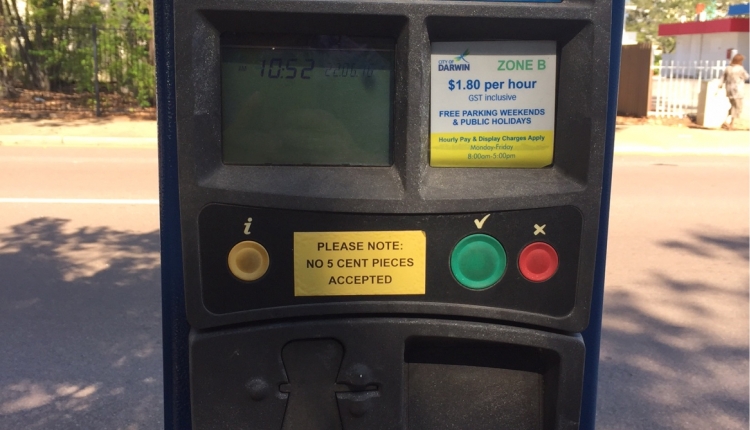 10:52
CITY OF
DARWIN
ZONE B
$1.80 per hour
GST inclusive
FREE PARKING WEEKENDS
& PUBLIC HOLIDAYS
Hourly Pay & Display Charges Apply
Monday-Friday
8:00am-5:00pm
i
PLEASE NOTE:
NO 5 CENT PIECES
ACCEPTED